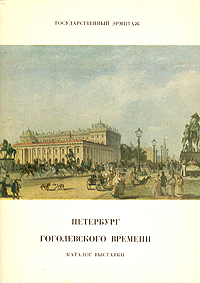 ГОСУДАРСТВЕННЫЙ ЭРМИТАЖ
ПЕТЕРБУРГ
ГОГОЛЕВСКОГО ВРЕМЕНИ
КАТАЛОГ ВЫСТАВКИ